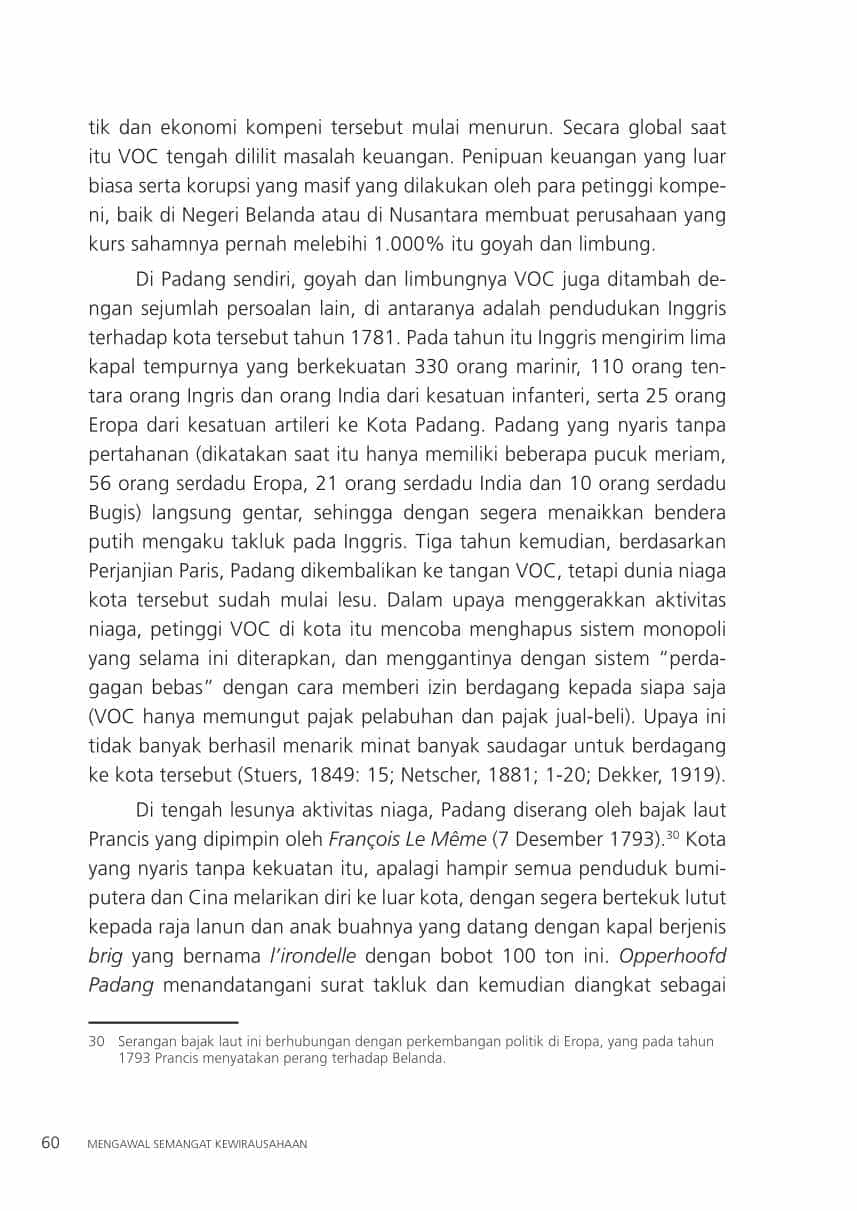 tik dan ekonomi kompeni tersebut mulai menurun. Secara global saat
itu VOC tengah dililit masalah keuangan. Penipuan keuangan yang luar
biasa serta korupsi yang masif yang dilakukan oleh para petinggi kompe-
ni, baik di Negeri Belanda atau di Nusantara membuat perusahaan yang
kurs sahamnya pernah melebihi 1.000% itu goyah dan limbung.
Di Padang sendiri, goyah dan limbungnya VOC juga ditambah de-
ngan sejumlah persoalan lain, di antaranya adalah pendudukan Inggris
terhadap kota tersebut tahun 1781. Pada tahun itu Inggris mengirim lima
kapal tempurnya yang berkekuatan 330 orang marinir, 110 orang ten-
tara orang Ingris dan orang India dari kesatuan infanteri, serta 25 orang
Eropa dari kesatuan artileri ke Kota Padang. Padang yang nyaris tanpa
pertahanan (dikatakan saat itu hanya memiliki beberapa pucuk meriam,
56 orang serdadu Eropa, 21 orang serdadu India dan 10 orang serdadu
Bugis) langsung gentar, sehingga dengan segera menaikkan bendera
putih mengaku takluk pada Inggris. Tiga tahun kemudian, berdasarkan
Perjanjian Paris, Padang dikembalikan ke tangan VOC, tetapi dunia niaga
kota tersebut sudah mulai lesu. Dalam upaya menggerakkan aktivitas
niaga, petinggi VOC di kota itu mencoba menghapus sistem monopoli
yang selama ini diterapkan, dan menggantinya dengan sistem “perda-
gagan bebas” dengan cara memberi izin berdagang kepada siapa saja
(VOC hanya memungut pajak pelabuhan dan pajak jual-beli). Upaya ini
tidak banyak berhasil menarik minat banyak saudagar untuk berdagang
ke kota tersebut (Stuers, 1849: 15; Netscher, 1881; 1-20; Dekker, 1919).
Di tengah lesunya aktivitas niaga, Padang diserang oleh bajak laut
Prancis yang dipimpin oleh François Le Même (7 Desember 1793).30 Kota
yang nyaris tanpa kekuatan itu, apalagi hampir semua penduduk bumi-
putera dan Cina melarikan diri ke luar kota, dengan segera bertekuk lutut
kepada raja lanun dan anak buahnya yang datang dengan kapal berjenis
brig yang bernama l’irondelle dengan bobot 100 ton ini. Opperhoofd
Padang menandatangani surat takluk dan kemudian diangkat sebagai
30 Serangan bajak laut ini berhubungan dengan perkembangan politik di Eropa, yang pada tahun
1793 Prancis menyatakan perang terhadap Belanda.
60 MENGAWAL SEMANGAT KEWIRAUSAHAAN